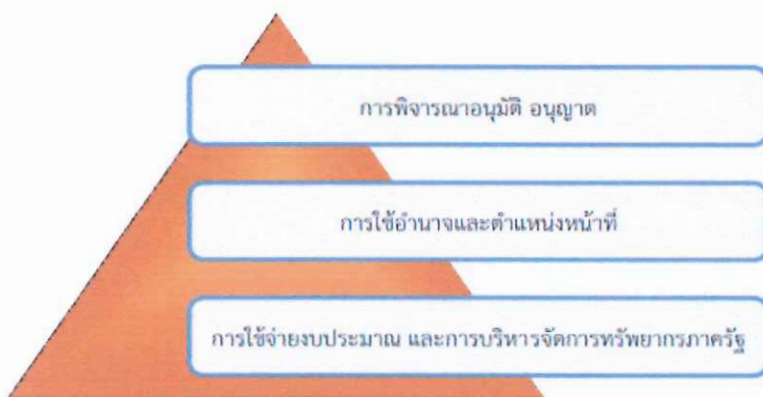 การพิจารณาอนุมัติ อนุญาต
การใช้อำนาจและตำแหน่งหน้าที่
การใช้จ่ายงบประมาณ และการบริหารจัดการทรัพยากรภาครัฐ